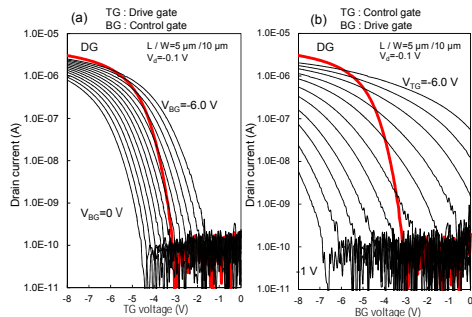 TG : Drive gate
BG : Control gate
(a)
DG
L / W=5 µm /10 µm
Vd=-0.1 V
VBG=-6.0 V
VBG=0 V
Drain current (A)
1.0E-05
1.0E-06
1.0E-07
1.0E-08
1.0E-09
1.0E-10
1.0E-11
-8 -7 -6 -5 -4 -3 -2 -1 0
TG voltage (V)
TG : Control gate
BG : Drive gate
(b)
DG
L / W=5 µm /10 µm
Vd=-0.1 V
VTG=-6.0 V
1 V
Drain current (A)
1.0E-05
1.0E-06
1.0E-07
1.0E-08
1.0E-09
1.0E-10
1.0E-11
-8 -7 -6 -5 -4 -3 -2 -1 0
BG voltage (V)